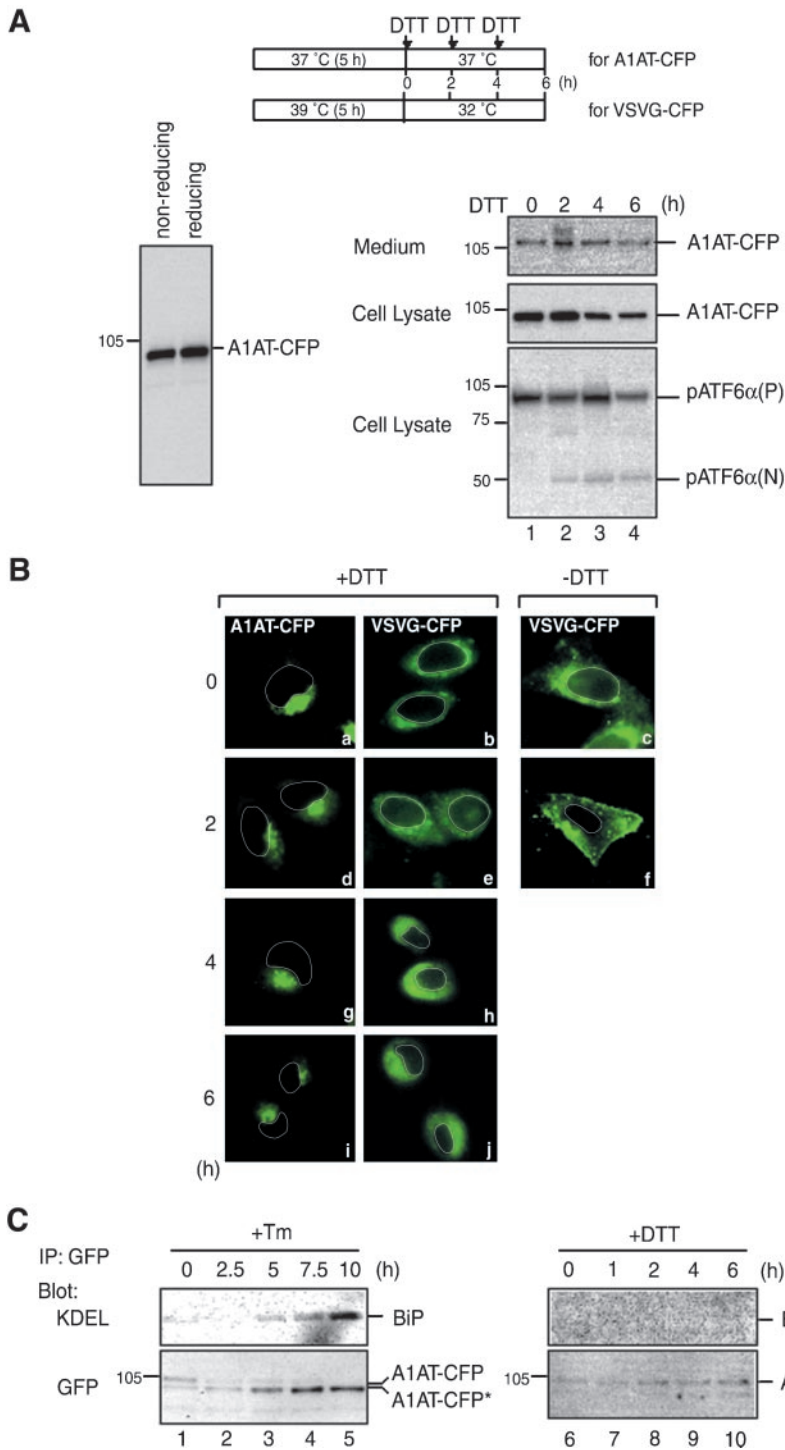 A
DTT DTT DTT
37 ˚C (5 h) 37 ˚C for A1AT-CFP
0 2 4 6 (h)
39 ˚C (5 h) 32 ˚C for VSVG-CFP
non-reducing
reducing
105
A1AT-CFP
DTT 0 2 4 6 (h)
Medium 105 A1AT-CFP
Cell Lysate 105 A1AT-CFP
Cell Lysate
105 pATF6α(P)
75
50 pATF6α(N)
1 2 3 4
B
+DTT -DTT
A1AT-CFP VSVG-CFP VSVG-CFP
0
a b c
2
d e f
4
g h
6
i j
(h)
C
+Tm +DTT
IP: GFP 0 2.5 5 7.5 10 (h) 0 1 2 4 6 (h)
Blot:
KDEL BiP
GFP 105 A1AT-CFP 105 A
A1AT-CFP*
1 2 3 4 5 6 7 8 9 10